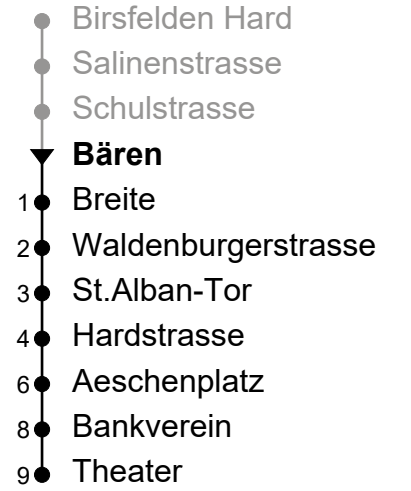 Birsfelden Hard
Salinenstrasse
Schulstrasse
Bären
1 Breite
2 Waldenburgerstrasse
3 St.Alban-Tor
4 Hardstrasse
6 Aeschenplatz
8 Bankverein
9 Theater